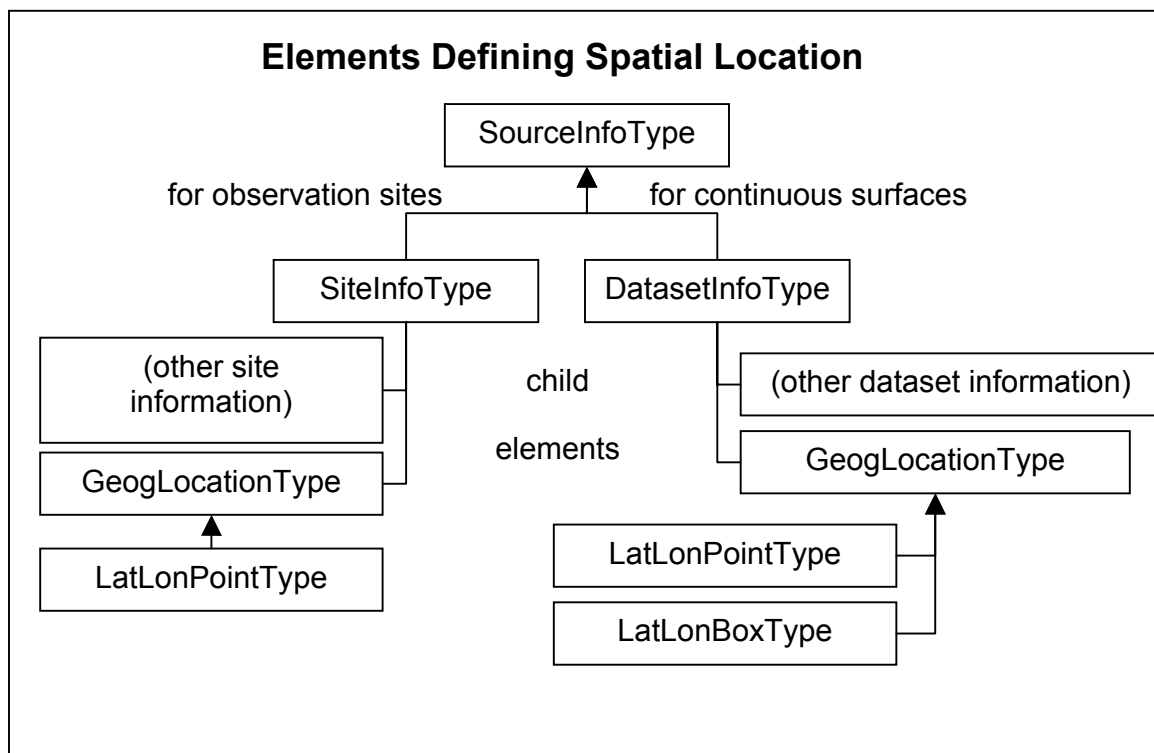 Elements Defining Spatial Location
SourceInfoType
for observation sites
for continuous surfaces
SiteInfoType
DatasetInfoType
(other site
information)
child
(other dataset information)
elements
GeogLocationType
GeogLocationType
LatLonPointType
LatLonPointType
LatLonBoxType